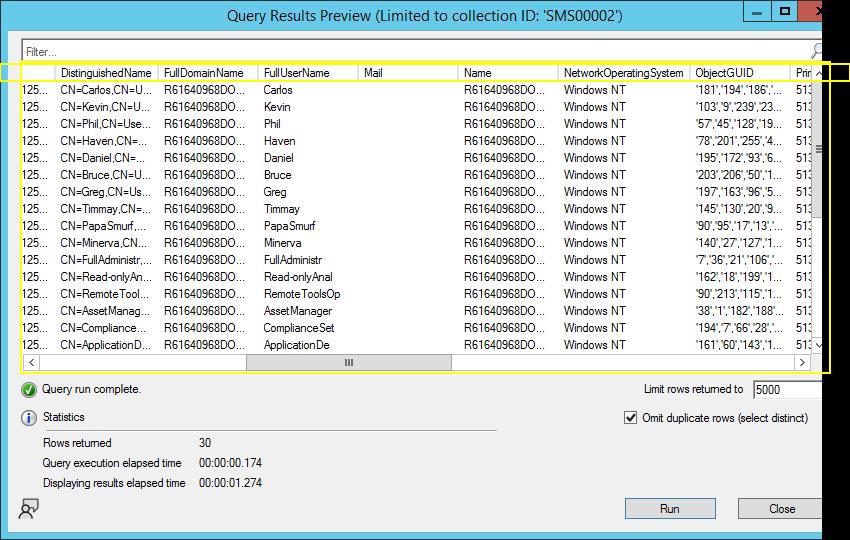 Query Results Preview (Limited to collection ID: 'SMS00002')
Filter...
DistinguishedName FullDomainName FullUserName Mail Name NetworkOperatingSystem ObjectGUID Prir
125... CN=Carlos,CN=U... R61640968DO... Carlos R61640968DO... Windows NT '181','194','186',... 513
125... CN=Kevin,CN=Us... R61640968DO... Kevin R61640968DO... Windows NT '103','9','239','23... 513
125... CN=Phil,CN=Use... R61640968DO... Phil R61640968DO... Windows NT '57','45','128','19... 513
125... CN=Haven,CN=... R61640968DO... Haven R61640968DO... Windows NT '78','201','255','4... 513
125... CN=Daniel,CN=... R61640968DO... Daniel R61640968DO... Windows NT '195','172','93','6... 513
125... CN=Bruce,CN=U... R61640968DO... Bruce R61640968DO... Windows NT '203','206','50','1... 513
125... CN=Greg,CN=Us... R61640968DO... Greg R61640968DO... Windows NT '197','163','96','5... 513
125... CN=Timmay,CN=... R61640968DO... Timmay R61640968DO... Windows NT '145','130','20','9... 513
125... CN=PapaSmurf,... R61640968DO... PapaSmurf R61640968DO... Windows NT '90','95','17','13','... 513
125... CN=Minerva,CN... R61640968DO... Minerva R61640968DO... Windows NT '140','27','127','1... 513
125... CN=FullAdministr,... R61640968DO... FullAdministr R61640968DO... Windows NT '7','36','21','106','... 513
125... CN=Read-onlyAn... R61640968DO... Read-onlyAnal R61640968DO... Windows NT '162','18','199','1... 513
125... CN=RemoteTool... R61640968DO... RemoteToolsOp R61640968DO... Windows NT '90','213','115','1... 513
125... CN=AssetManag... R61640968DO... AssetManager R61640968DO... Windows NT '38','1','182','188'... 513
125... CN=Compliance... R61640968DO... ComplianceSet R61640968DO... Windows NT '194','7','66','28','... 513
125... CN=ApplicationD... R61640968DO... ApplicationDe R61640968DO... Windows NT '161','60','143','1... 513
Query run complete. Limit rows returned to 5000
Statistics Omit duplicate rows (select distinct)
Rows returned 30
Query execution elapsed time 00:00:00.174
Displaying results elapsed time 00:00:01.274
Run Close